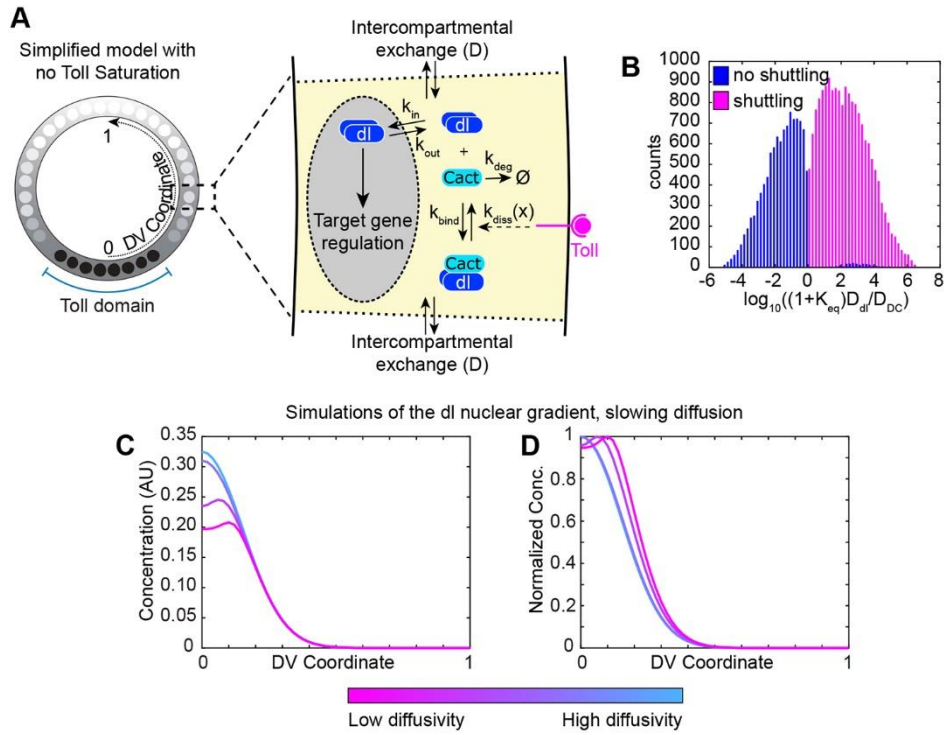 A
Simplified model with
no Toll Saturation
1
0
DV Coordinate
Toll domain
Intercompartmental
exchange (D)
k_in
dl
dl
k_out
+
k_deg
Cact
Ø
Target gene
regulation
k_bind
k_diss(x)
Toll
Cact
dl
Intercompartmental
exchange (D)
B
no shuttling
shuttling
counts
1000
900
800
700
600
500
400
300
200
100
0
-6
-4
-2
0
2
4
6
8
log_10((1+K_eq)D_dl/D_DC)
Simulations of the dl nuclear gradient, slowing diffusion
C
Concentration (AU)
0.35
0.30
0.25
0.20
0.15
0.10
0.05
0
0
DV Coordinate
1
D
Normalized Conc.
1
0.8
0.6
0.4
0.2
0
0
DV Coordinate
1
Low diffusivity
High diffusivity